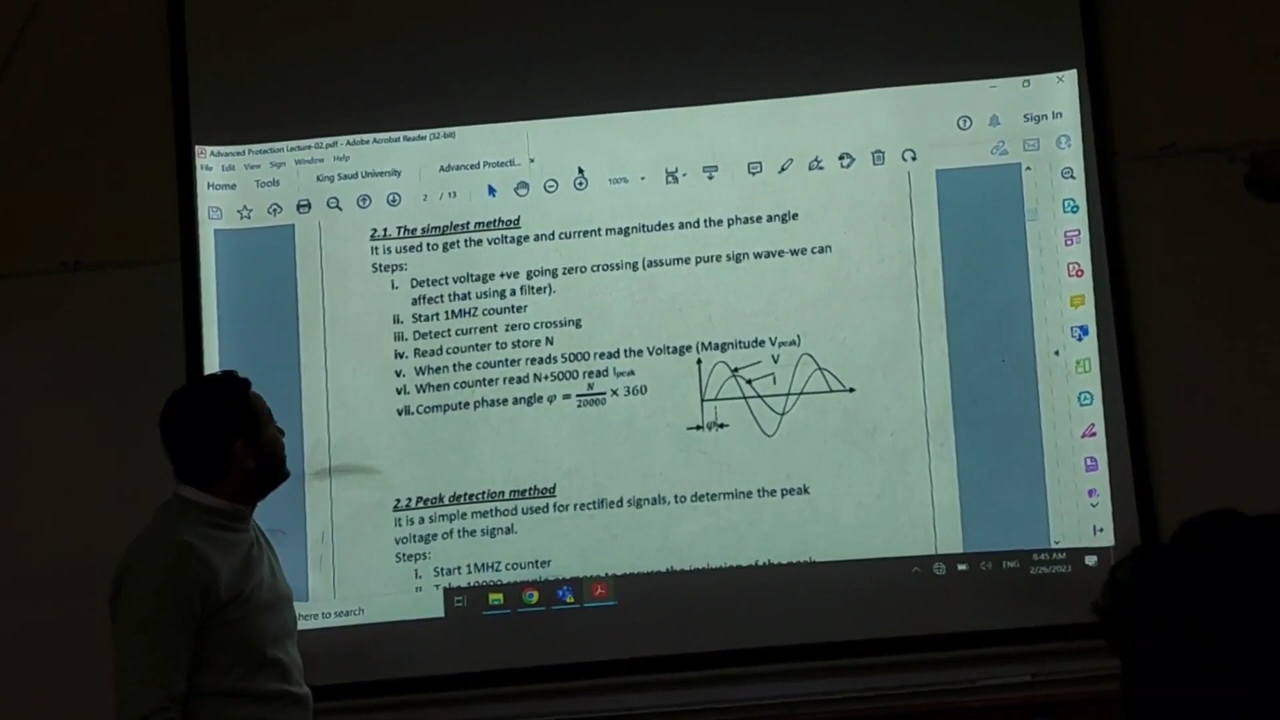 Advanced Protection Lecture-02.pdf - Adobe Acrobat Reader (32-bit)
File Edit View Sign Window Help
Home Tools King Saud University Advanced Protecti... ×
Sign In
2 / 13 100%
2.1. The simplest method
It is used to get the voltage and current magnitudes and the phase angle
Steps:
i. Detect voltage +ve going zero crossing (assume pure sign wave-we can
affect that using a filter).
ii. Start 1MHZ counter
iii. Detect current zero crossing
iv. Read counter to store N
v. When the counter reads 5000 read the Voltage (Magnitude Vpeak)
vi. When counter read N+5000 read Ipeak
vii. Compute phase angle φ = N/20000 × 360
V
I
φ
2.2 Peak detection method
It is a simple method used for rectified signals, to determine the peak
voltage of the signal.
Steps:
i. Start 1MHZ counter
here to search
ENG
8:45 AM
2/26/2023